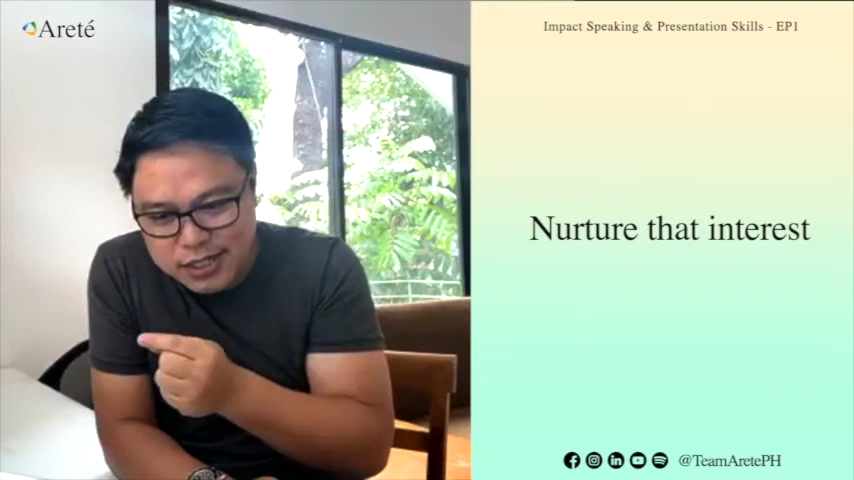 Areté
Impact Speaking & Presentation Skills - EP1
Nurture that interest
@TeamAretePH